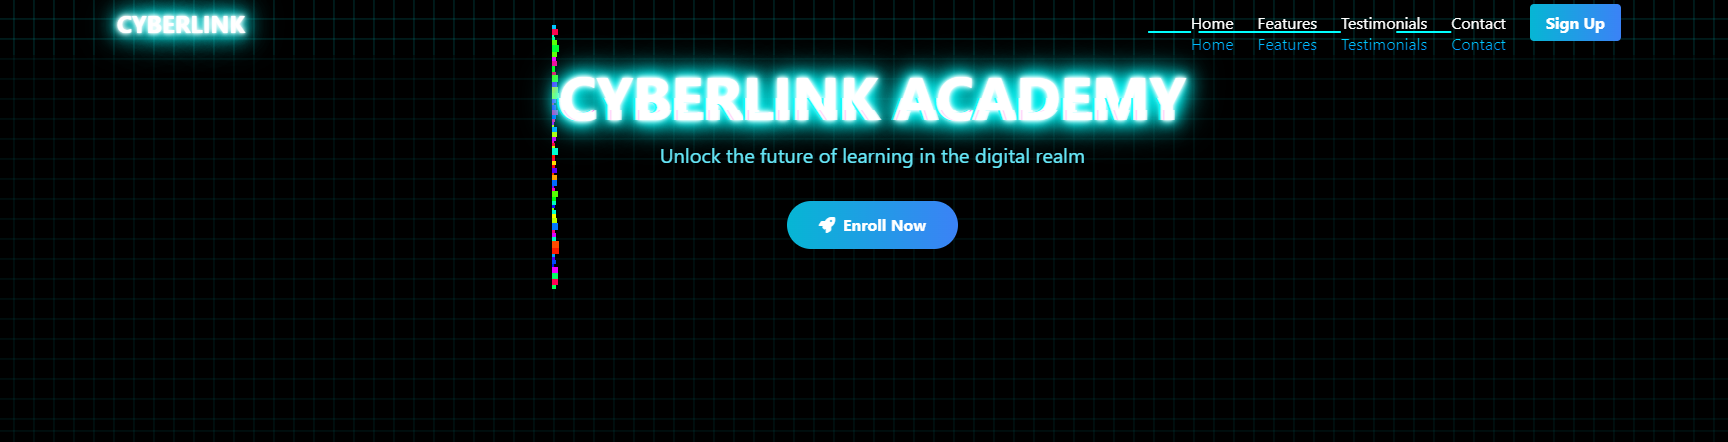 CYBERLINK
Home Features Testimonials Contact Sign Up
Home Features Testimonials Contact
CYBERLINK ACADEMY
Unlock the future of learning in the digital realm
Enroll Now